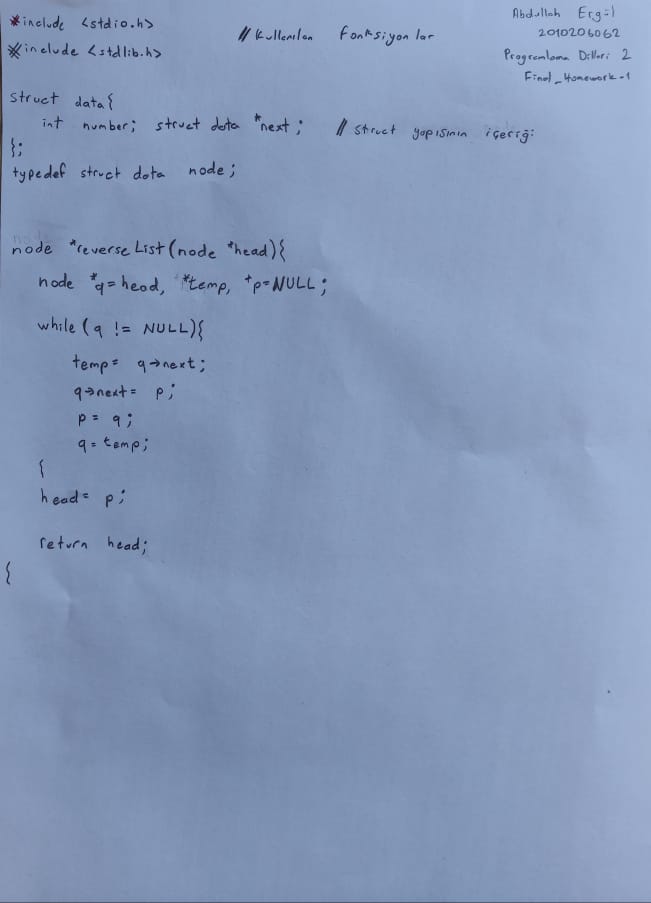 #include <stdio.h>
// Kullanılan Fonksiyonlar
#include <stdlib.h>
Abdullah Ergül
2010206062
Programlama Dilleri 2
Final_Homework-1
struct data{
int number; struct data *next; // struct yapısının içeriği
};
typedef struct data node;
node *reverseList(node *head){
node *q=head, *temp, *p=NULL;
while(q != NULL){
temp= q→next;
q→next= p;
p= q;
q= temp;
{
head= p;
return head;
{